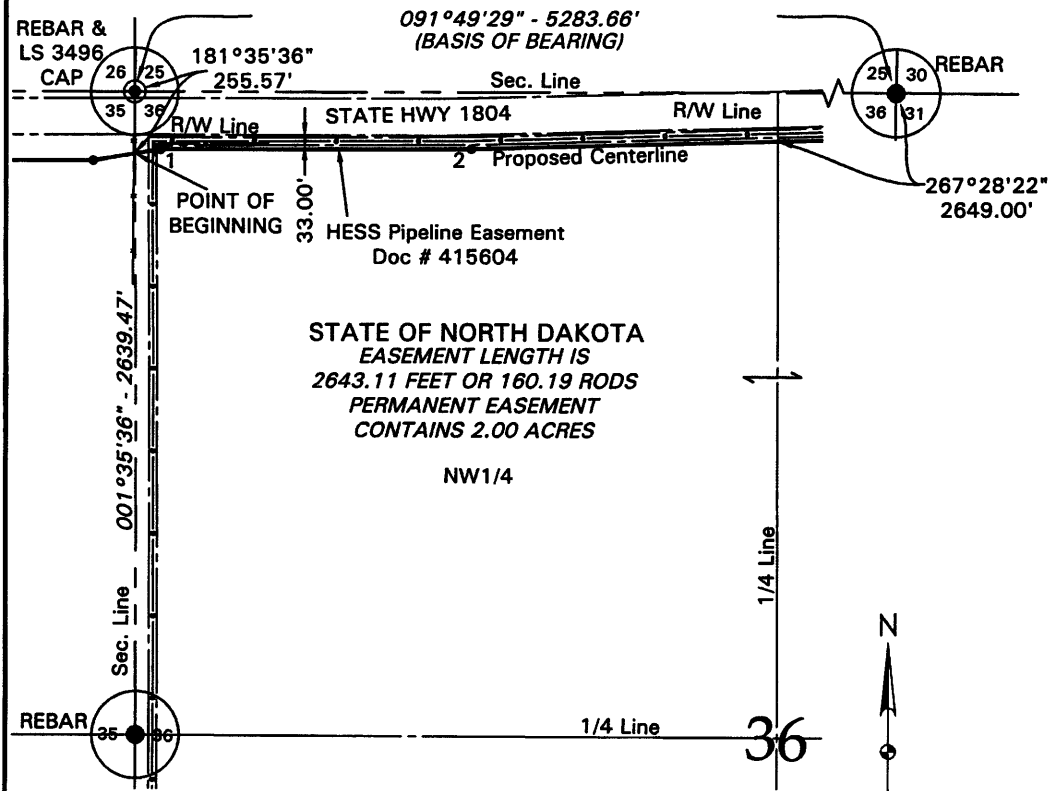 091°49'29" - 5283.66'
(BASIS OF BEARING)
REBAR &
LS 3496
CAP
26 25
35 36
181°35'36"
255.57'
Sec. Line
25 30
36 31
REBAR
STATE HWY 1804
R/W Line
R/W Line
1
2
Proposed Centerline
267°28'22"
2649.00'
POINT OF
BEGINNING
33.00'
HESS Pipeline Easement
Doc # 415604
001°35'36" - 2639.47'
Sec. Line
STATE OF NORTH DAKOTA
EASEMENT LENGTH IS
2643.11 FEET OR 160.19 RODS
PERMANENT EASEMENT
CONTAINS 2.00 ACRES
NW1/4
1/4 Line
N
REBAR
35 36
1/4 Line
36